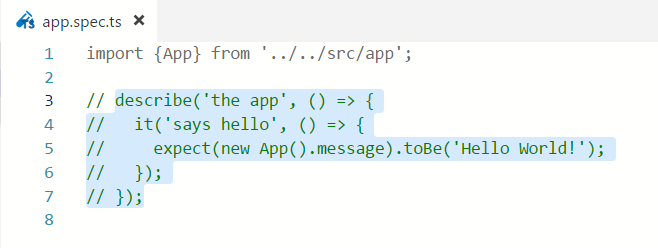 TS app.spec.ts ×
1 import {App} from '../../src/app';
2
3 // describe('the app', () => {
4 //   it('says hello', () => {
5 //     expect(new App().message).toBe('Hello World!');
6 //   });
7 // });
8